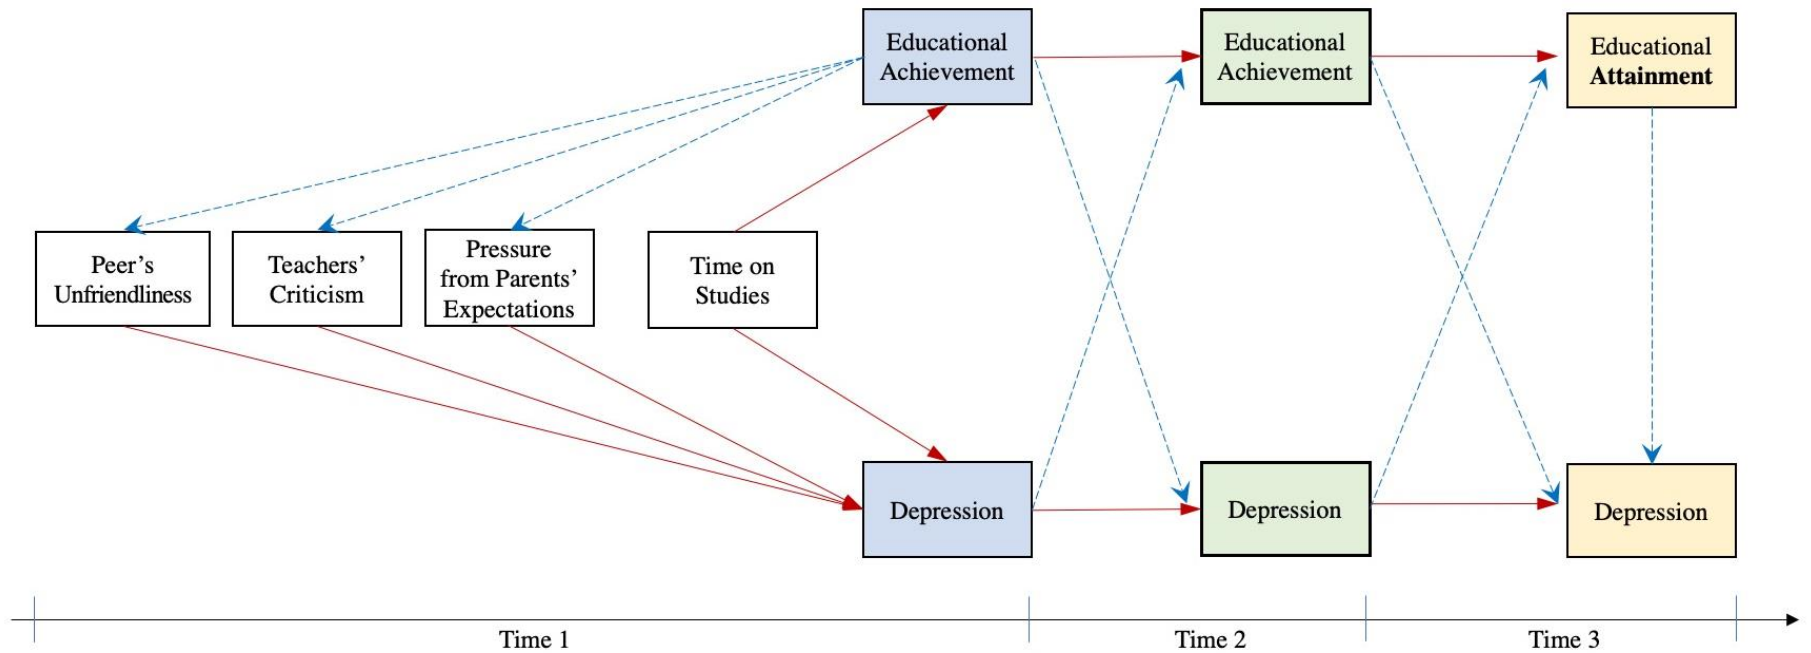 Educational
Achievement
Educational
Achievement
Educational
Attainment
Peer’s
Unfriendliness
Teachers’
Criticism
Pressure
from Parents’
Expectations
Time on
Studies
Depression
Depression
Depression
Time 1
Time 2
Time 3